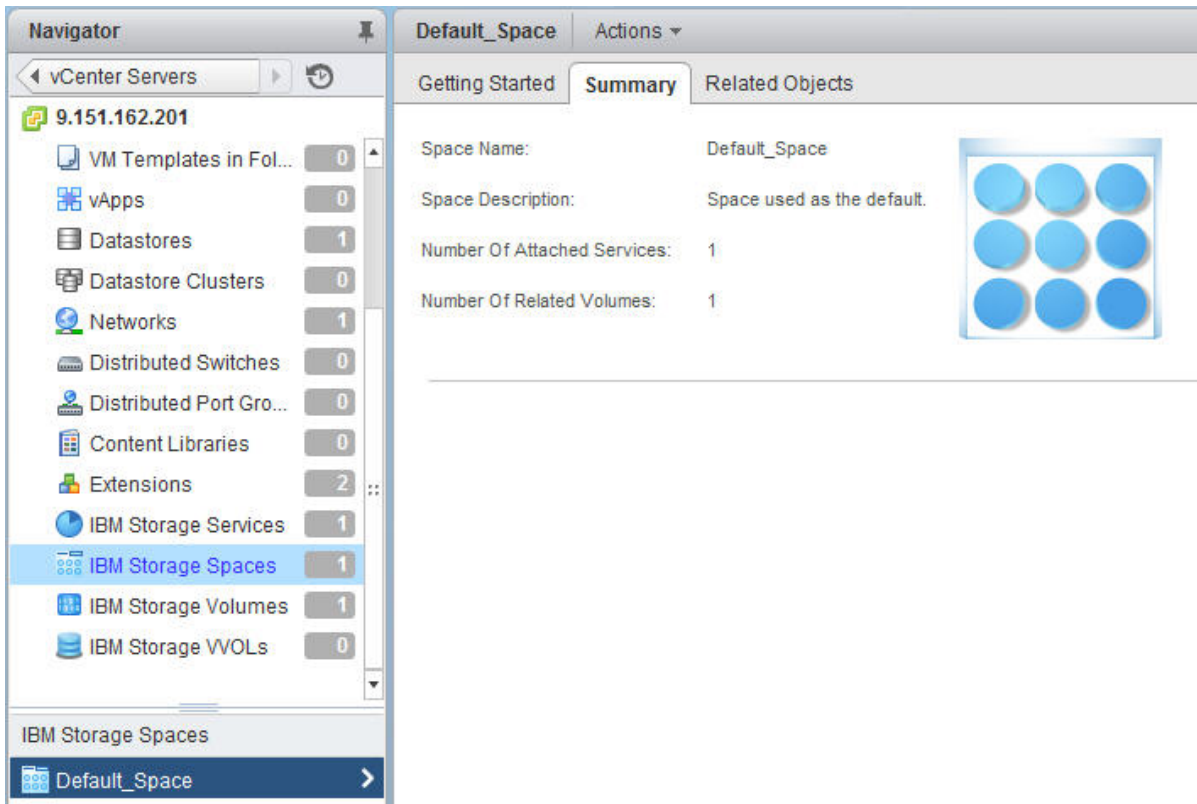 Navigator
vCenter Servers
9.151.162.201
VM Templates in Fol... 0
vApps 0
Datastores 1
Datastore Clusters 0
Networks 1
Distributed Switches 0
Distributed Port Gro... 0
Content Libraries 0
Extensions 2
IBM Storage Services 1
IBM Storage Spaces 1
IBM Storage Volumes 1
IBM Storage VVOLs 0
IBM Storage Spaces
Default_Space
Default_Space Actions
Getting Started Summary Related Objects
Space Name: Default_Space
Space Description: Space used as the default.
Number Of Attached Services: 1
Number Of Related Volumes: 1